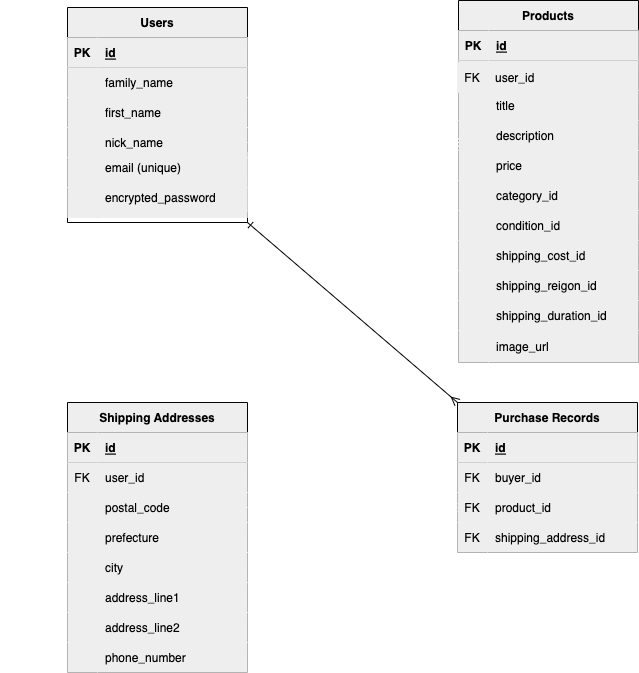 Users
PK id
family_name
first_name
nick_name
email (unique)
encrypted_password
Products
PK id
FK user_id
title
description
price
category_id
condition_id
shipping_cost_id
shipping_reigon_id
shipping_duration_id
image_url
Shipping Addresses
PK id
FK user_id
postal_code
prefecture
city
address_line1
address_line2
phone_number
Purchase Records
PK id
FK buyer_id
FK product_id
FK shipping_address_id